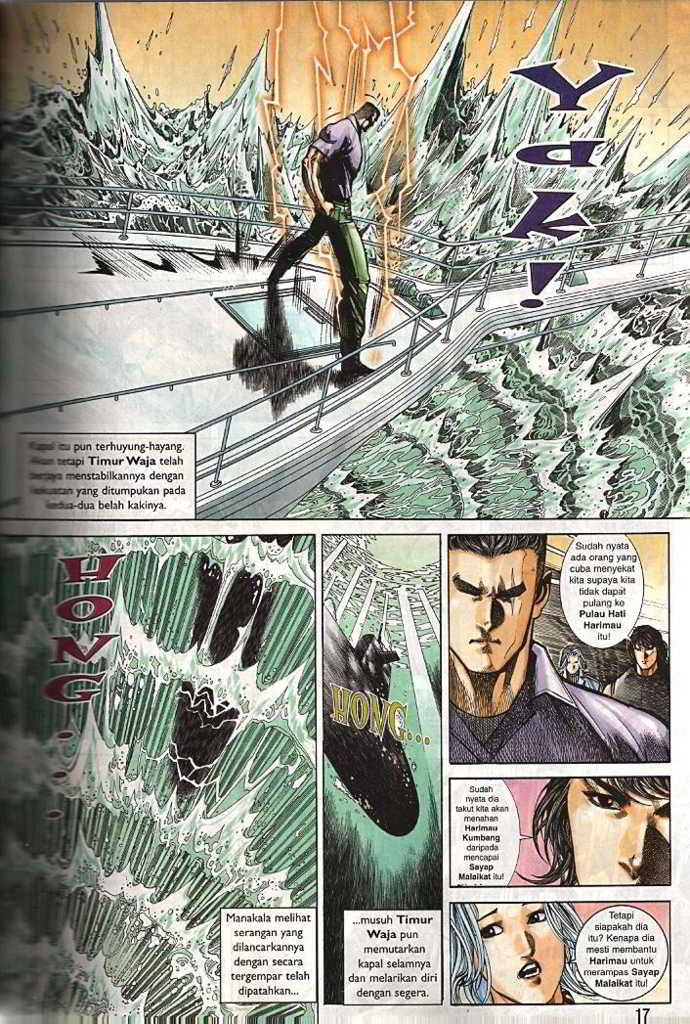 YaK!
Kapal itu pun terhuyung-hayang.
Akan tetapi Timur Waja telah
menstabilkannya dengan
kekuatan yang ditumpukan pada
kedua-dua belah kakinya.
HONG...
Manakala melihat
serangan yang
dilancarkannya
dengan secara
tergempar telah
dipatahkan...
HONG...
...musuh Timur
Waja pun
memutarkan
kapal selamnya
dan melarikan diri
dengan segera.
Sudah nyata
ada orang yang
cuba menyekat
kita supaya kita
tidak dapat
pulang ke
Pulau Hati
Harimau
itu!
Sudah
nyata dia
takut kita akan
menahan
Harimau
Kumbang
daripada
mencapai
Sayap
Malaikat itu!
Tetapi
siapakah dia
itu? Kenapa dia
mesti membantu
Harimau untuk
merampas Sayap
Malaikat itu!
17